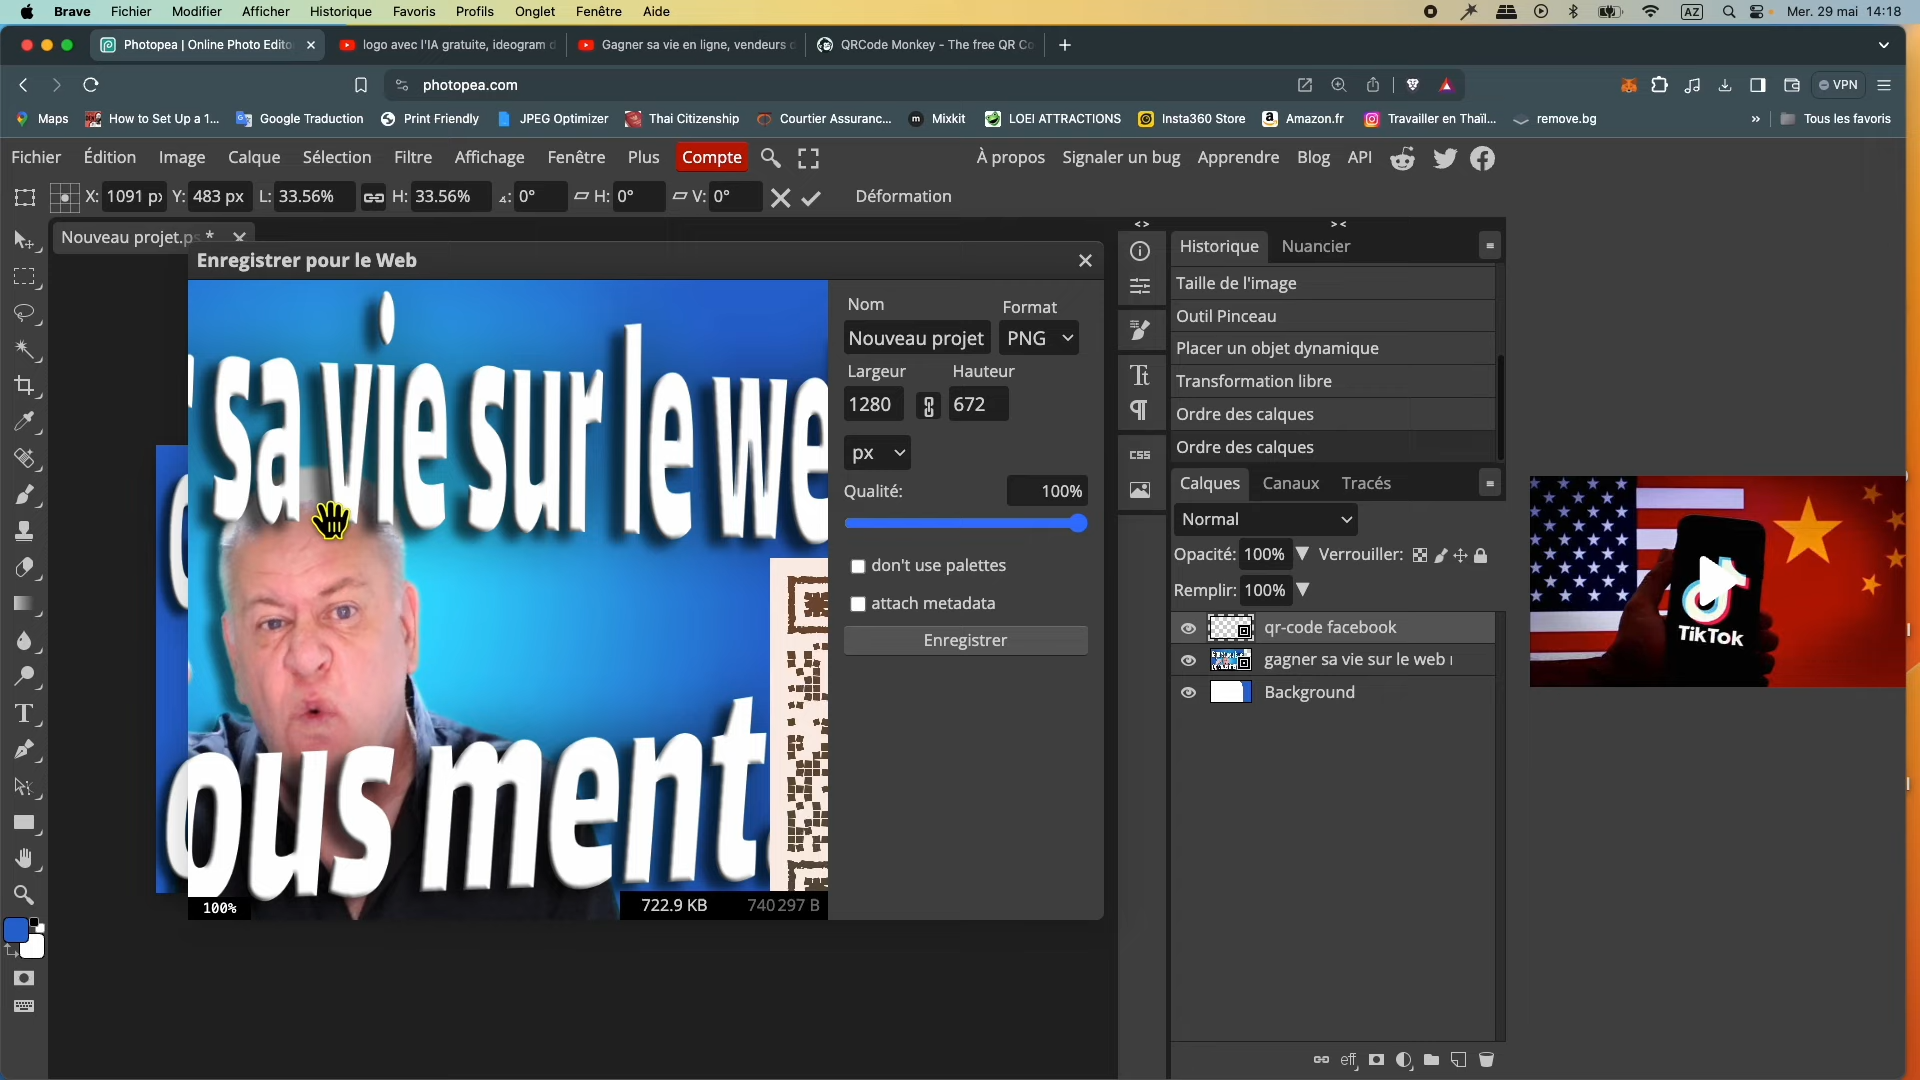 Brave Fichier Modifier Afficher Historique Favoris Profils Onglet Fenêtre Aide AZ Mer. 29 mai 14:18
Photopea | Online Photo Edito logo avec l'IA gratuite, ideogram Gagner sa vie en ligne, vendeurs QRCode Monkey - The free QR Co
photopea.com VPN
Maps How to Set Up a 1... Google Traduction Print Friendly JPEG Optimizer Thai Citizenship Courtier Assuranc... Mixkit LOEI ATTRACTIONS Insta360 Store Amazon.fr Travailler en Thaïl... remove.bg » Tous les favoris
Fichier Édition Image Calque Sélection Filtre Affichage Fenêtre Plus Compte À propos Signaler un bug Apprendre Blog API
X: 1091 px Y: 483 px L: 33.56% H: 33.56% 0° H: 0° V: 0° Déformation
Nouveau projet.ps *
Enregistrer pour le Web
sa vie sur le we
ous ment
100% 722.9 KB 740 297 B
Nom Format
Nouveau projet PNG
Largeur Hauteur
1280 672
px
Qualité: 100%
don't use palettes
attach metadata
Enregistrer
< > > <
css
Historique Nuancier
Taille de l'image
Outil Pinceau
Placer un objet dynamique
Transformation libre
Ordre des calques
Ordre des calques
Calques Canaux Tracés
Normal
Opacité: 100% Verrouiller:
Remplir: 100%
qr-code facebook
gagner sa vie sur le web
Background
eff
TikTok